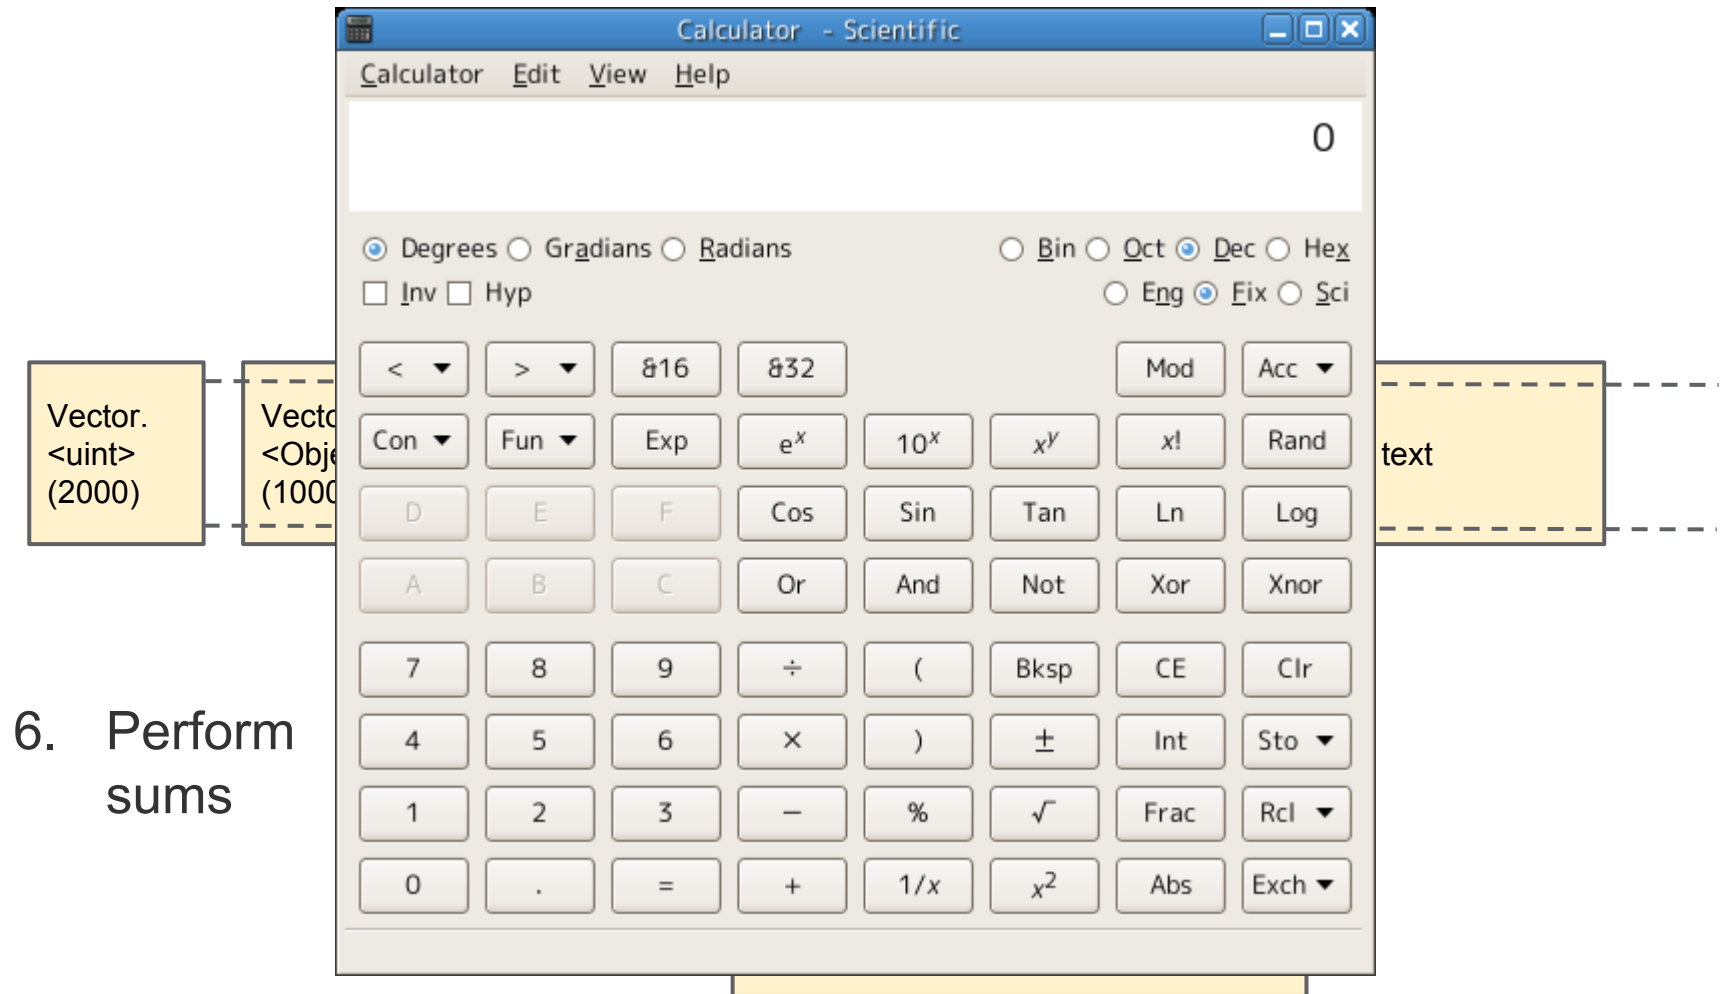 Calculator - Scientific
Calculator Edit View Help
0
Degrees Gradians Radians Bin Oct Dec Hex
Inv Hyp Eng Fix Sci
< > &16 &32 Mod Acc
Con Fun Exp eˣ 10ˣ xʸ x! Rand
D E F Cos Sin Tan Ln Log
A B C Or And Not Xor Xnor
7 8 9 ÷ ( Bksp CE Clr
4 5 6 × ) ± Int Sto
1 2 3 − % √ Frac Rcl
0 . = + 1/x x² Abs Exch
Vector.
<uint>
(2000)
Vecto
<Obje
(1000
text
6. Perform
sums